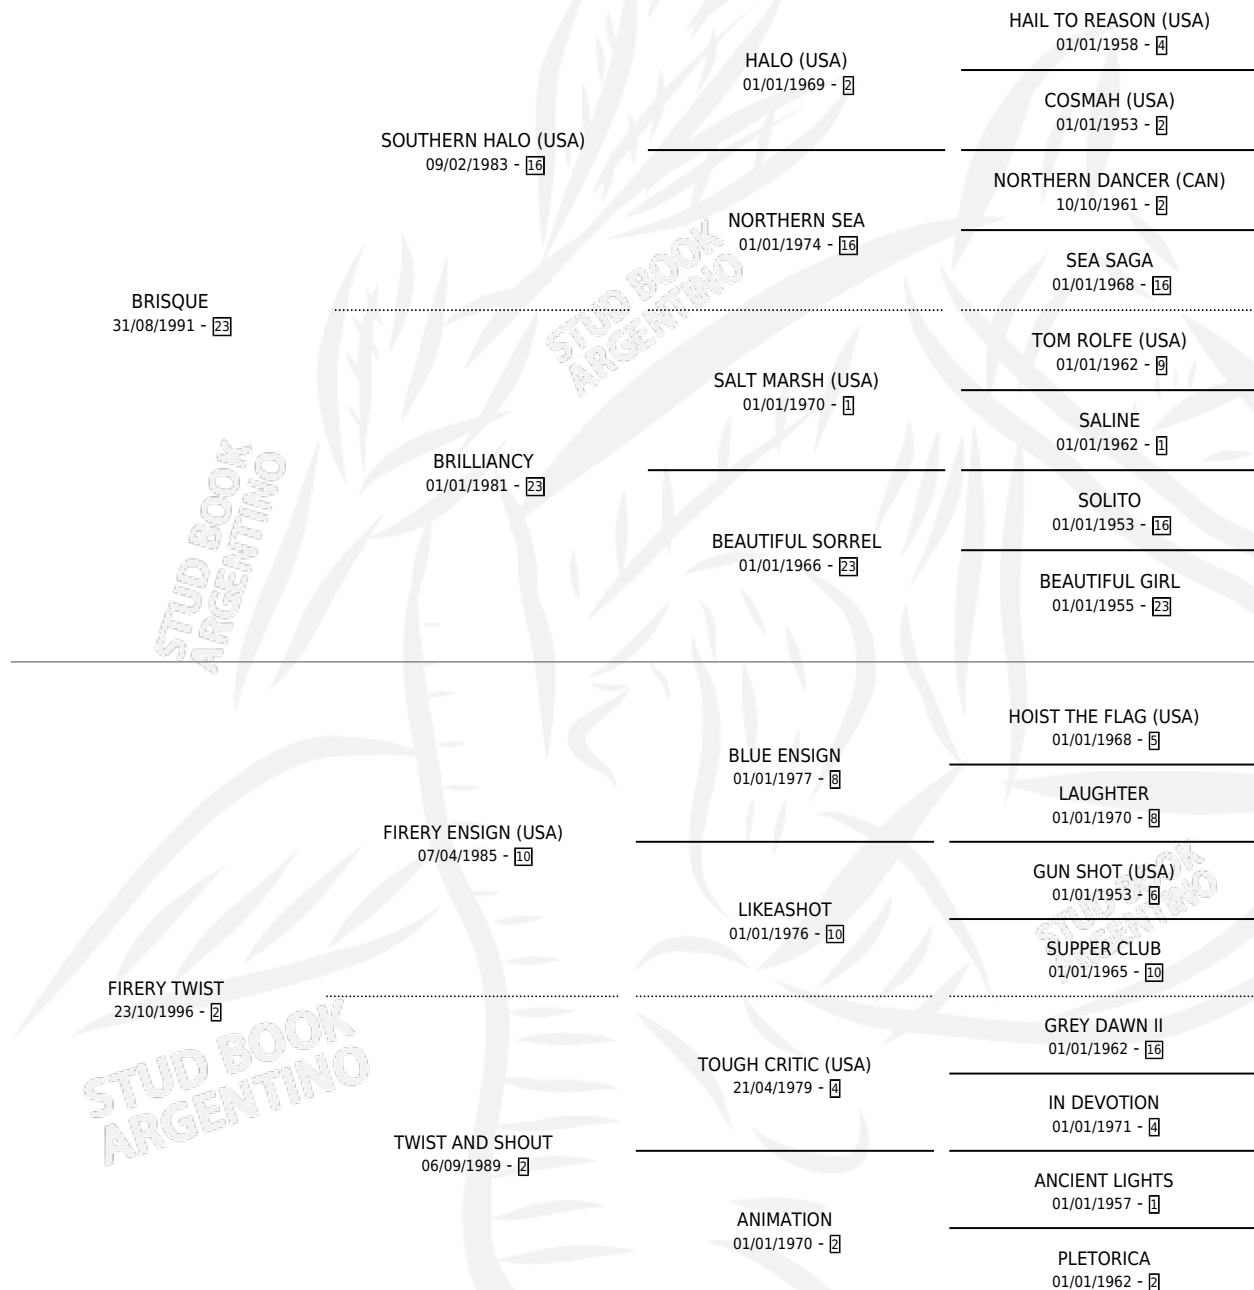 HAIL TO REASON (USA)
01/01/1958 - 4
HALO (USA)
01/01/1969 - 2
COSMAH (USA)
01/01/1953 - 2
SOUTHERN HALO (USA)
09/02/1983 - 16
NORTHERN DANCER (CAN)
10/10/1961 - 2
NORTHERN SEA
01/01/1974 - 16
SEA SAGA
01/01/1968 - 16
BRISQUE
31/08/1991 - 23
TOM ROLFE (USA)
01/01/1962 - 9
SALT MARSH (USA)
01/01/1970 - 1
SALINE
01/01/1962 - 1
BRILLIANCY
01/01/1981 - 23
SOLITO
01/01/1953 - 16
BEAUTIFUL SORREL
01/01/1966 - 23
BEAUTIFUL GIRL
01/01/1955 - 23
HOIST THE FLAG (USA)
01/01/1968 - 5
BLUE ENSIGN
01/01/1977 - 8
LAUGHTER
01/01/1970 - 8
FIRERY ENSIGN (USA)
07/04/1985 - 10
GUN SHOT (USA)
01/01/1953 - 6
LIKEASHOT
01/01/1976 - 10
SUPPER CLUB
01/01/1965 - 10
FIRERY TWIST
23/10/1996 - 2
GREY DAWN II
01/01/1962 - 16
TOUGH CRITIC (USA)
21/04/1979 - 4
IN DEVOTION
01/01/1971 - 4
TWIST AND SHOUT
06/09/1989 - 2
ANCIENT LIGHTS
01/01/1957 - 1
ANIMATION
01/01/1970 - 2
PLETORICA
01/01/1962 - 2
STUD BOOK
ARGENTINO
STUD BOOK
ARGENTINO
STUD BOOK
ARGENTINO
STUD BOOK
ARGENTINO